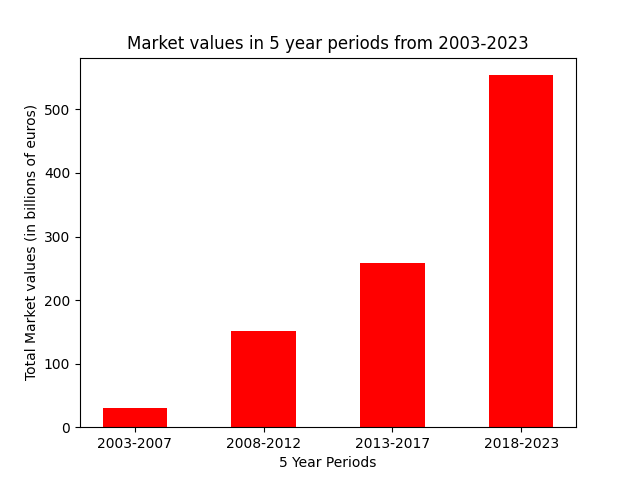 Market values in 5 year periods from 2003-2023
Total Market values (in billions of euros)
500
400
300
200
100
0
2003-2007 2008-2012 2013-2017 2018-2023
5 Year Periods